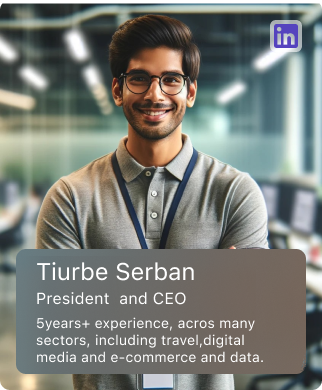 in
Tiurbe Serban
President and CEO
5years+ experience, acros many
sectors, including travel,digital
media and e-commerce and data.